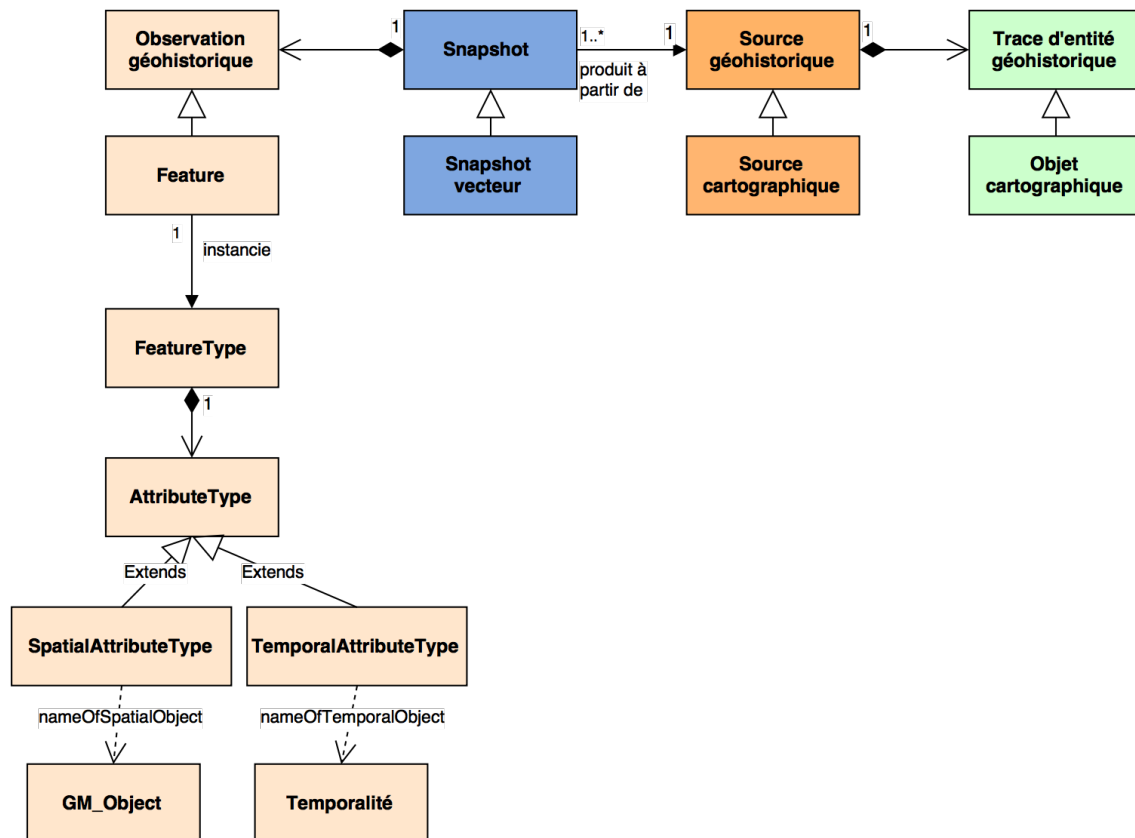 Observation
géohistorique
1
Snapshot
1..*
1
produit à
partir de
Source
géohistorique
1
Trace d'entité
géohistorique
Feature
Snapshot
vecteur
Source
cartographique
Objet
cartographique
1
instancie
FeatureType
1
AttributeType
Extends
Extends
SpatialAttributeType
TemporalAttributeType
nameOfSpatialObject
nameOfTemporalObject
GM_Object
Temporalité